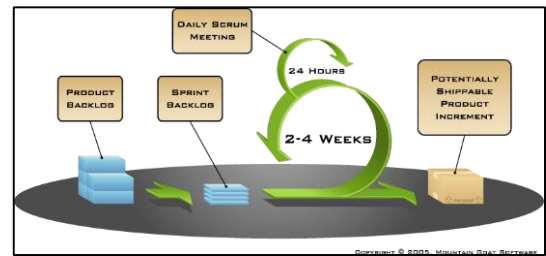 Daily Scrum
Meeting
24 Hours
Product
Backlog
Sprint
Backlog
2-4 Weeks
Potentially
Shippable
Product
Increment
Copyright © 2005, Mountain Goat Software